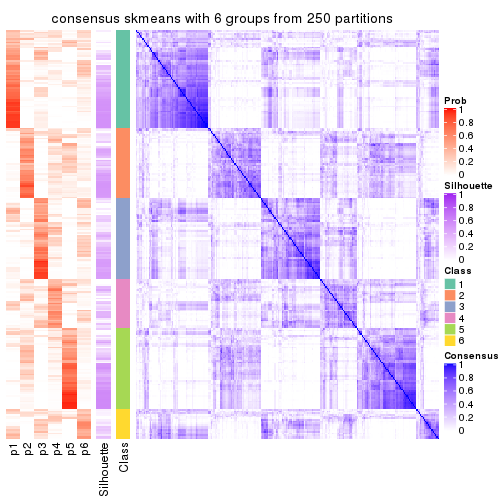 consensus skmeans with 6 groups from 250 partitions
Prob
1
0.8
0.6
0.4
0.2
0
Silhouette
1
0.8
0.6
0.4
0.2
0
Class
1
2
3
4
5
6
Consensus
1
0.8
0.6
0.4
0.2
0
p1
p2
p3
p4
p5
p6
Silhouette
Class